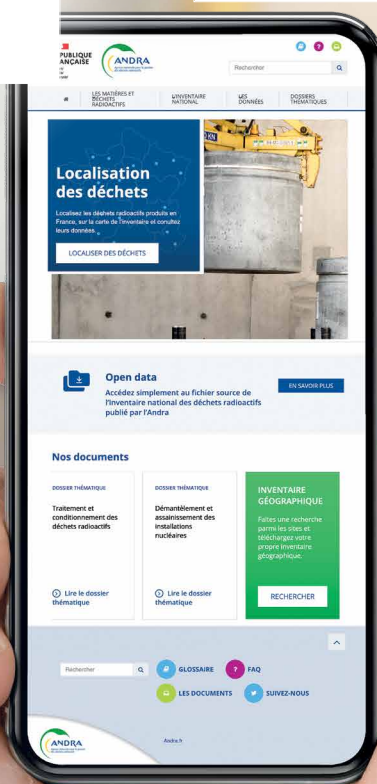 PUBLIQUE
ANÇAISE
ANDRA
Rechercher
LES MATIÈRES ET
DÉCHETS
RADIOACTIFS
L'INVENTAIRE
NATIONAL
LES
DONNÉES
DOSSIERS
THÉMATIQUES
Localisation
des déchets
Localisez les déchets radioactifs produits en
France, sur la carte de l'Inventaire et consultez
leurs données.
LOCALISER DES DÉCHETS
Open data
Accédez simplement au fichier source de
l'Inventaire national des déchets radioactifs
publié par l'Andra
EN SAVOIR PLUS
Nos documents
DOSSIER THÉMATIQUE
Traitement et
conditionnement des
déchets radioactifs
Lire le dossier
thématique
DOSSIER THÉMATIQUE
Démantèlement et
assainissement des
installations
nucléaires
Lire le dossier
thématique
INVENTAIRE
GÉOGRAPHIQUE
Faites une recherche
parmi les sites et
téléchargez votre
propre inventaire
géographique.
RECHERCHER
Rechercher
GLOSSAIRE
? FAQ
LES DOCUMENTS
SUIVEZ-NOUS
ANDRA
Andra.fr